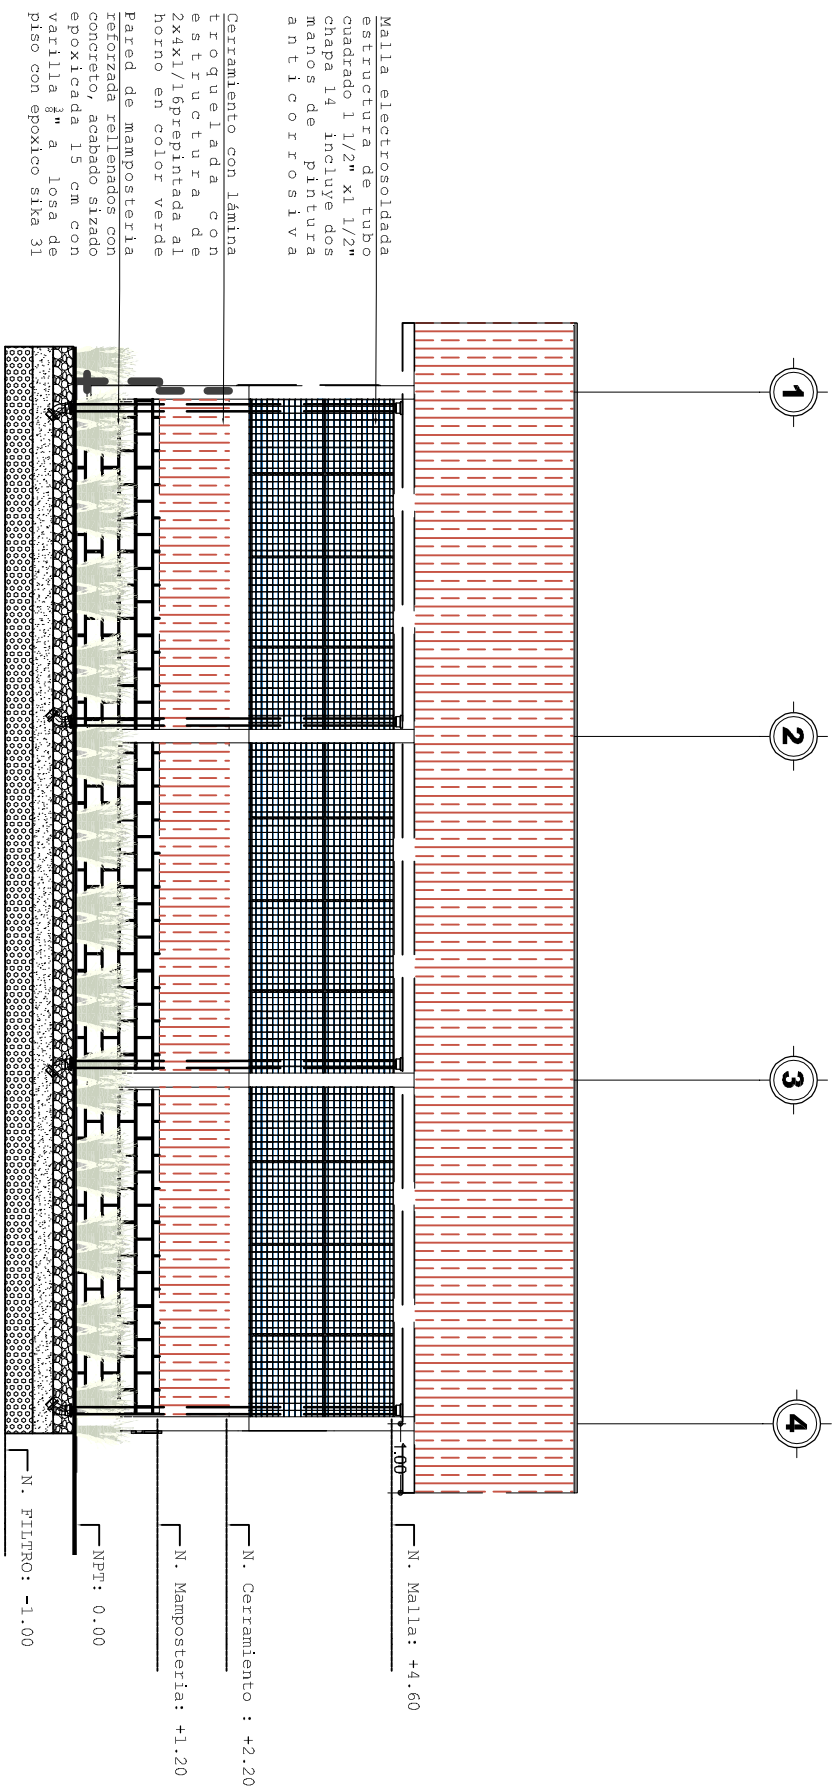 1
2
3
4
Malla electrosoldada
estructura de tubo
cuadrado 1 1/2" x1 1/2"
chapa 14 incluye dos
manos de pintura
anticorrosiva
Cerramiento con lámina
troquelada con
estructura de
2x4x1/16prepintada al
horno en color verde
Pared de mamposteria
reforzada rellenados con
concreto, acabado sizado
epoxicada 15 cm con
varilla 3/8" a losa de
piso con epoxico sika 31
1.00
N. Malla: +4.60
N. Cerramiento : +2.20
N. Mamposteria: +1.20
NPT: 0.00
N. FILTRO: -1.00